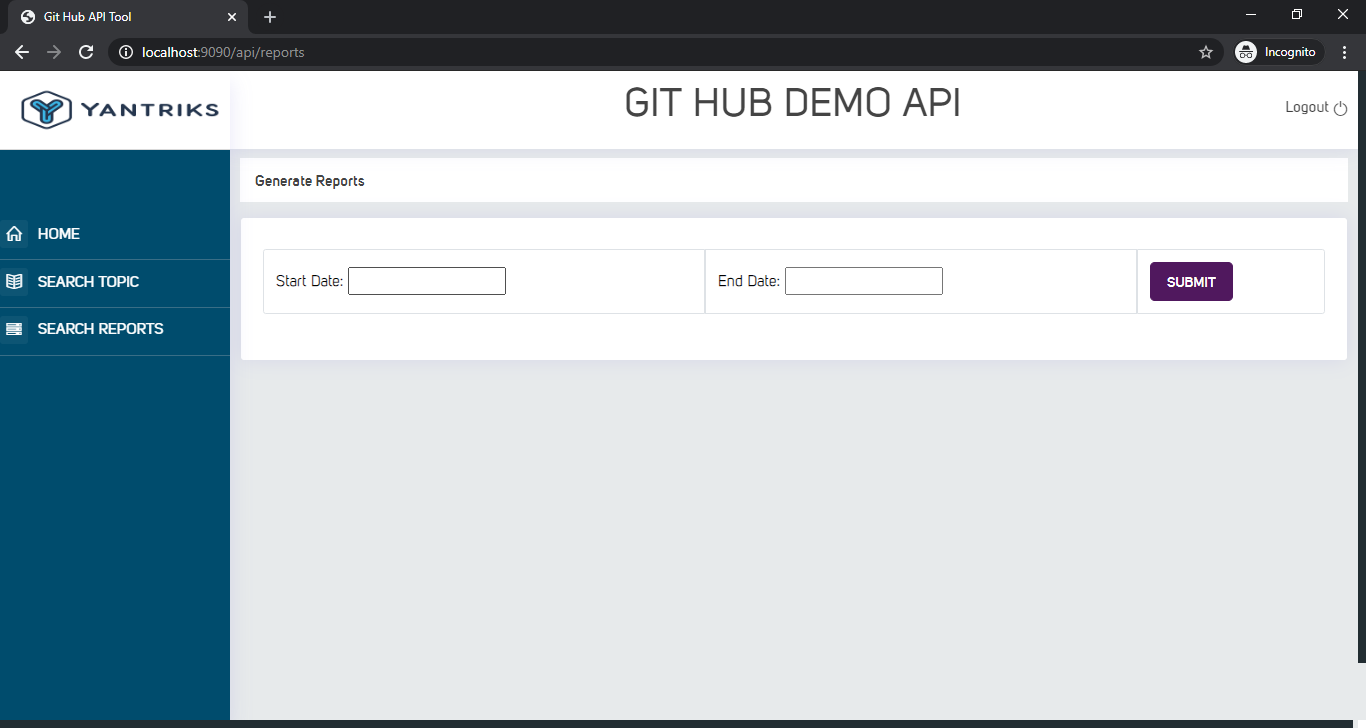 Git Hub API Tool
localhost:9090/api/reports
Incognito
YANTRIKS
GIT HUB DEMO API
Logout
Generate Reports
HOME
SEARCH TOPIC
SEARCH REPORTS
Start Date:
End Date:
SUBMIT